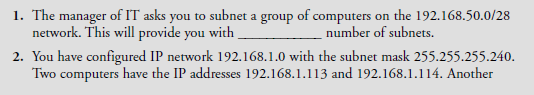 1. The manager of IT asks you to subnet a group of computers on the 192.168.50.0/28
network. This will provide you with ____________ number of subnets.
2. You have configured IP network 192.168.1.0 with the subnet mask 255.255.255.240.
Two computers have the IP addresses 192.168.1.113 and 192.168.1.114. Another